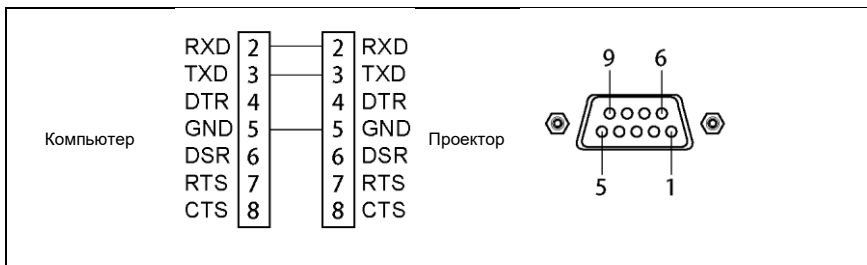 RXD 2 2 RXD
TXD 3 3 TXD
DTR 4 4 DTR
Компьютер GND 5 5 GND Проектор
DSR 6 6 DSR
RTS 7 7 RTS
CTS 8 8 CTS
9 6
5 1